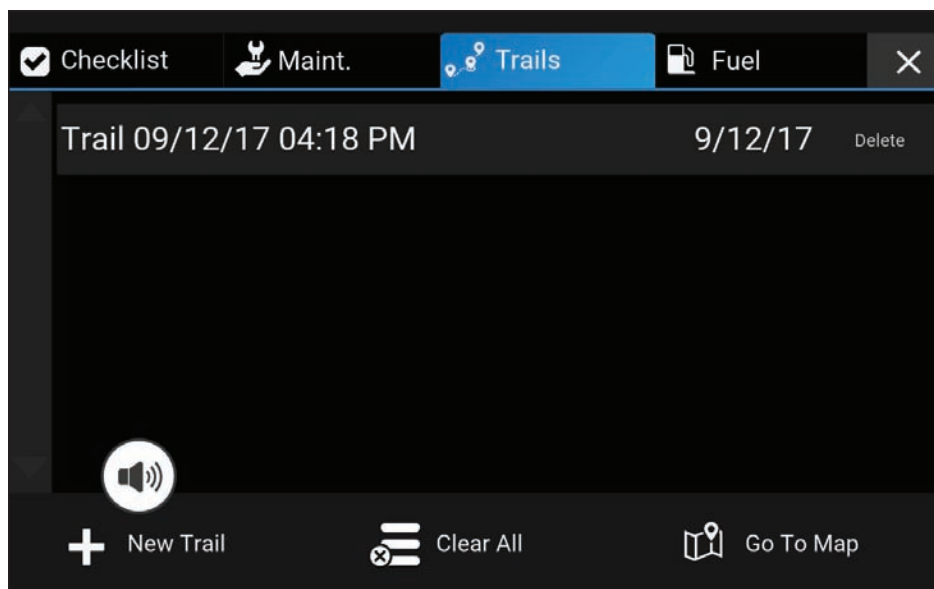 Checklist Maint. Trails Fuel
Trail 09/12/17 04:18 PM 9/12/17 Delete
New Trail Clear All Go To Map